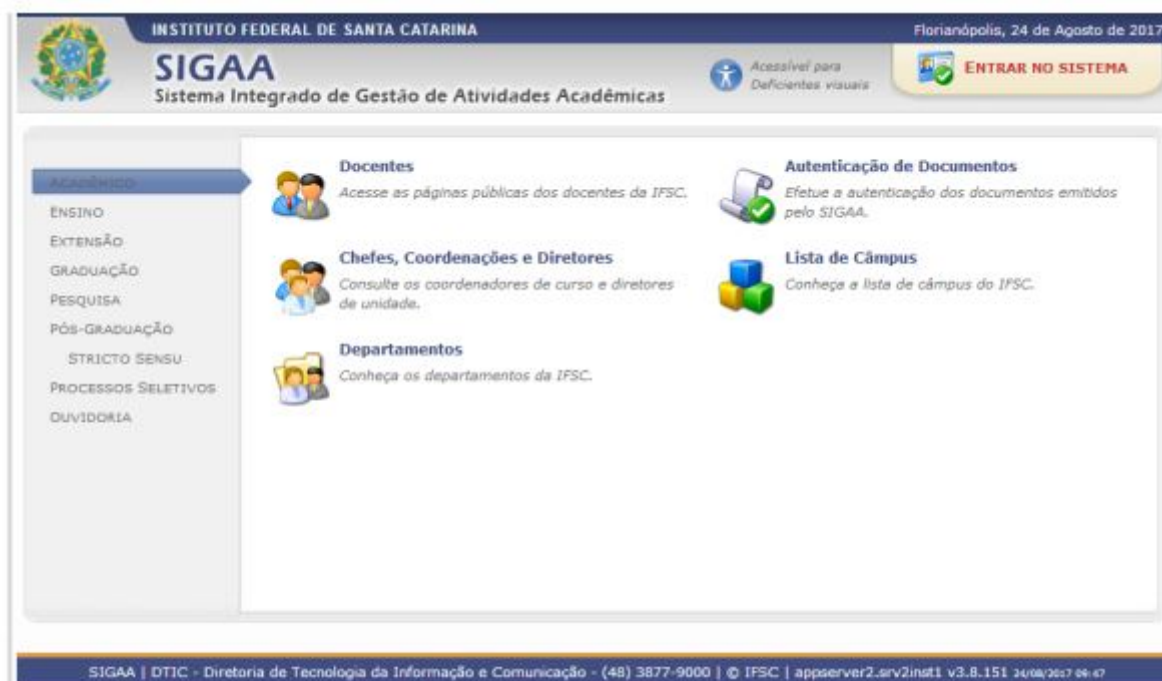 INSTITUTO FEDERAL DE SANTA CATARINA
Florianópolis, 24 de Agosto de 2017
SIGAA
Sistema Integrado de Gestão de Atividades Acadêmicas
Acessível para
Deficientes visuais
ENTRAR NO SISTEMA
ACADÊMICO
ENSINO
EXTENSÃO
GRADUAÇÃO
PESQUISA
PÓS-GRADUAÇÃO
STRICTO SENSU
PROCESSOS SELETIVOS
OUVIDORIA
Docentes
Acesse as páginas públicas dos docentes da IFSC.
Autenticação de Documentos
Efetue a autenticação dos documentos emitidos
pelo SIGAA.
Chefes, Coordenações e Diretores
Consulte os coordenadores de curso e diretores
de unidade.
Lista de Câmpus
Conheça a lista de câmpus do IFSC.
Departamentos
Conheça os departamentos da IFSC.
SIGAA | DTIC - Diretoria de Tecnologia da Informação e Comunicação - (48) 3877-9000 | © IFSC | appserver2.srv2inst1 v3.8.151 24/08/2017 09:47